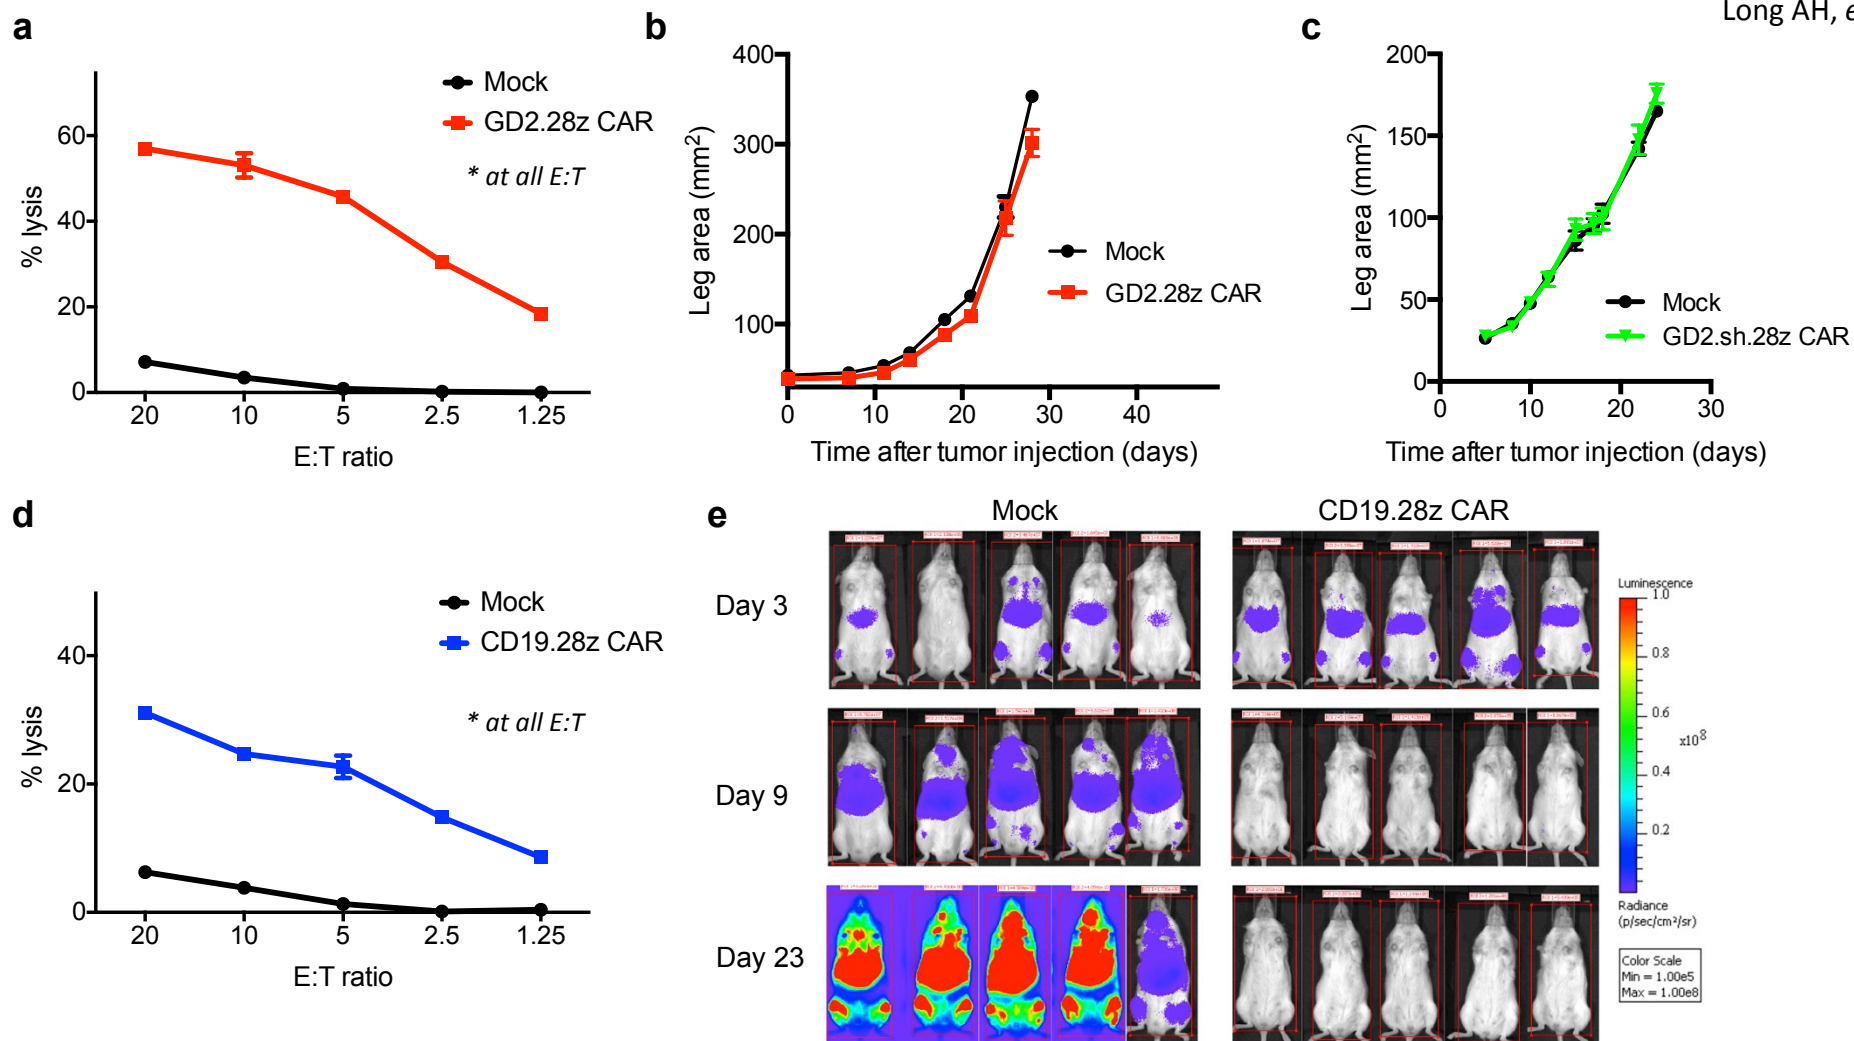 Long AH, e
a
Mock
GD2.28z CAR
* at all E:T
60
40
20
0
% lysis
20 10 5 2.5 1.25
E:T ratio
b
400
300
200
100
Leg area (mm²)
Mock
GD2.28z CAR
0 10 20 30 40
Time after tumor injection (days)
c
200
150
100
50
0
Leg area (mm²)
Mock
GD2.sh.28z CAR
0 10 20 30
Time after tumor injection (days)
d
Mock
CD19.28z CAR
* at all E:T
40
20
0
% lysis
20 10 5 2.5 1.25
E:T ratio
e
Mock CD19.28z CAR
Day 3
Day 9
Day 23
Luminescence
1.0
0.8
0.6
x10⁸
0.4
0.2
Radiance
(p/sec/cm²/sr)
Color Scale
Min = 1.00e5
Max = 1.00e8